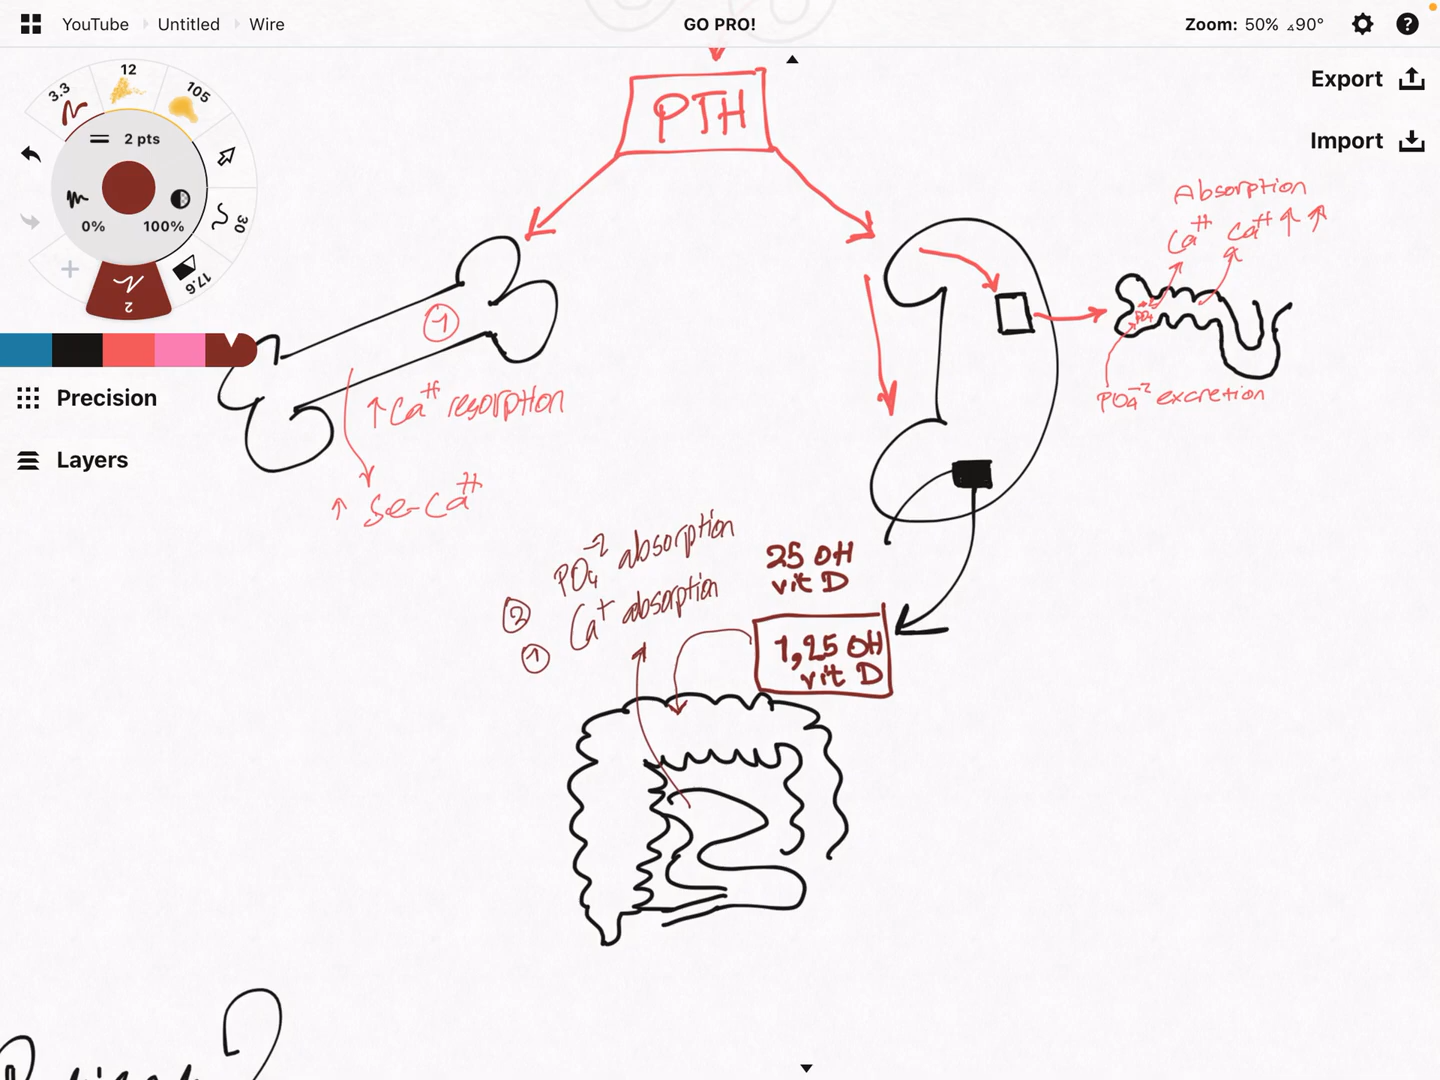 YouTube Untitled Wire
GO PRO!
Zoom: 50% ⊿90°
Export
Import
3.3
12
105
2 pts
0% 100%
30
17.6
2
Precision
Layers
PTH
1
↑ Ca++ resorption
↑ Se-Ca++
Absorption
Ca++ Ca++ ↑ ↑
PO4
PO4-2 excretion
PO4-2 absorption
2 Ca+ absorption
1
25 OH
vit D
1,25 OH
vit D